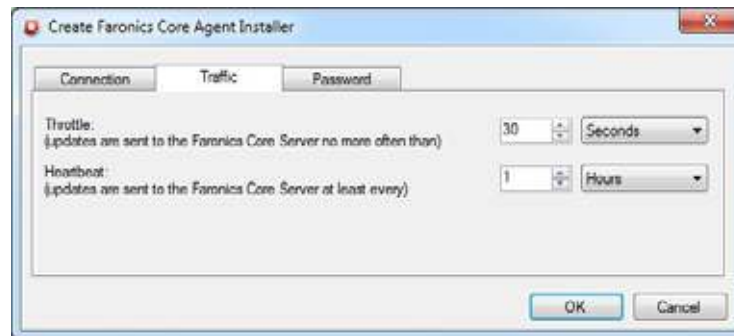 Create Faronics Core Agent Installer
Connection Traffic Password
Throttle: 30 Seconds
(updates are sent to the Faronics Core Server no more often than)
Heartbeat: 1 Hours
(updates are sent to the Faronics Core Server at least every)
OK Cancel